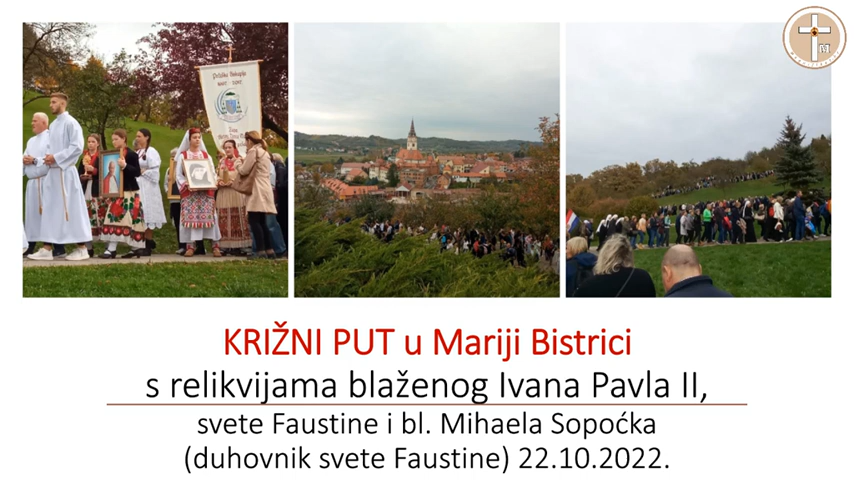 M
KRIŽNI PUT u Mariji Bistrici
s relikvijama blaženog Ivana Pavla II,
svete Faustine i bl. Mihaela Sopoćka
(duhovnik svete Faustine) 22.10.2022.